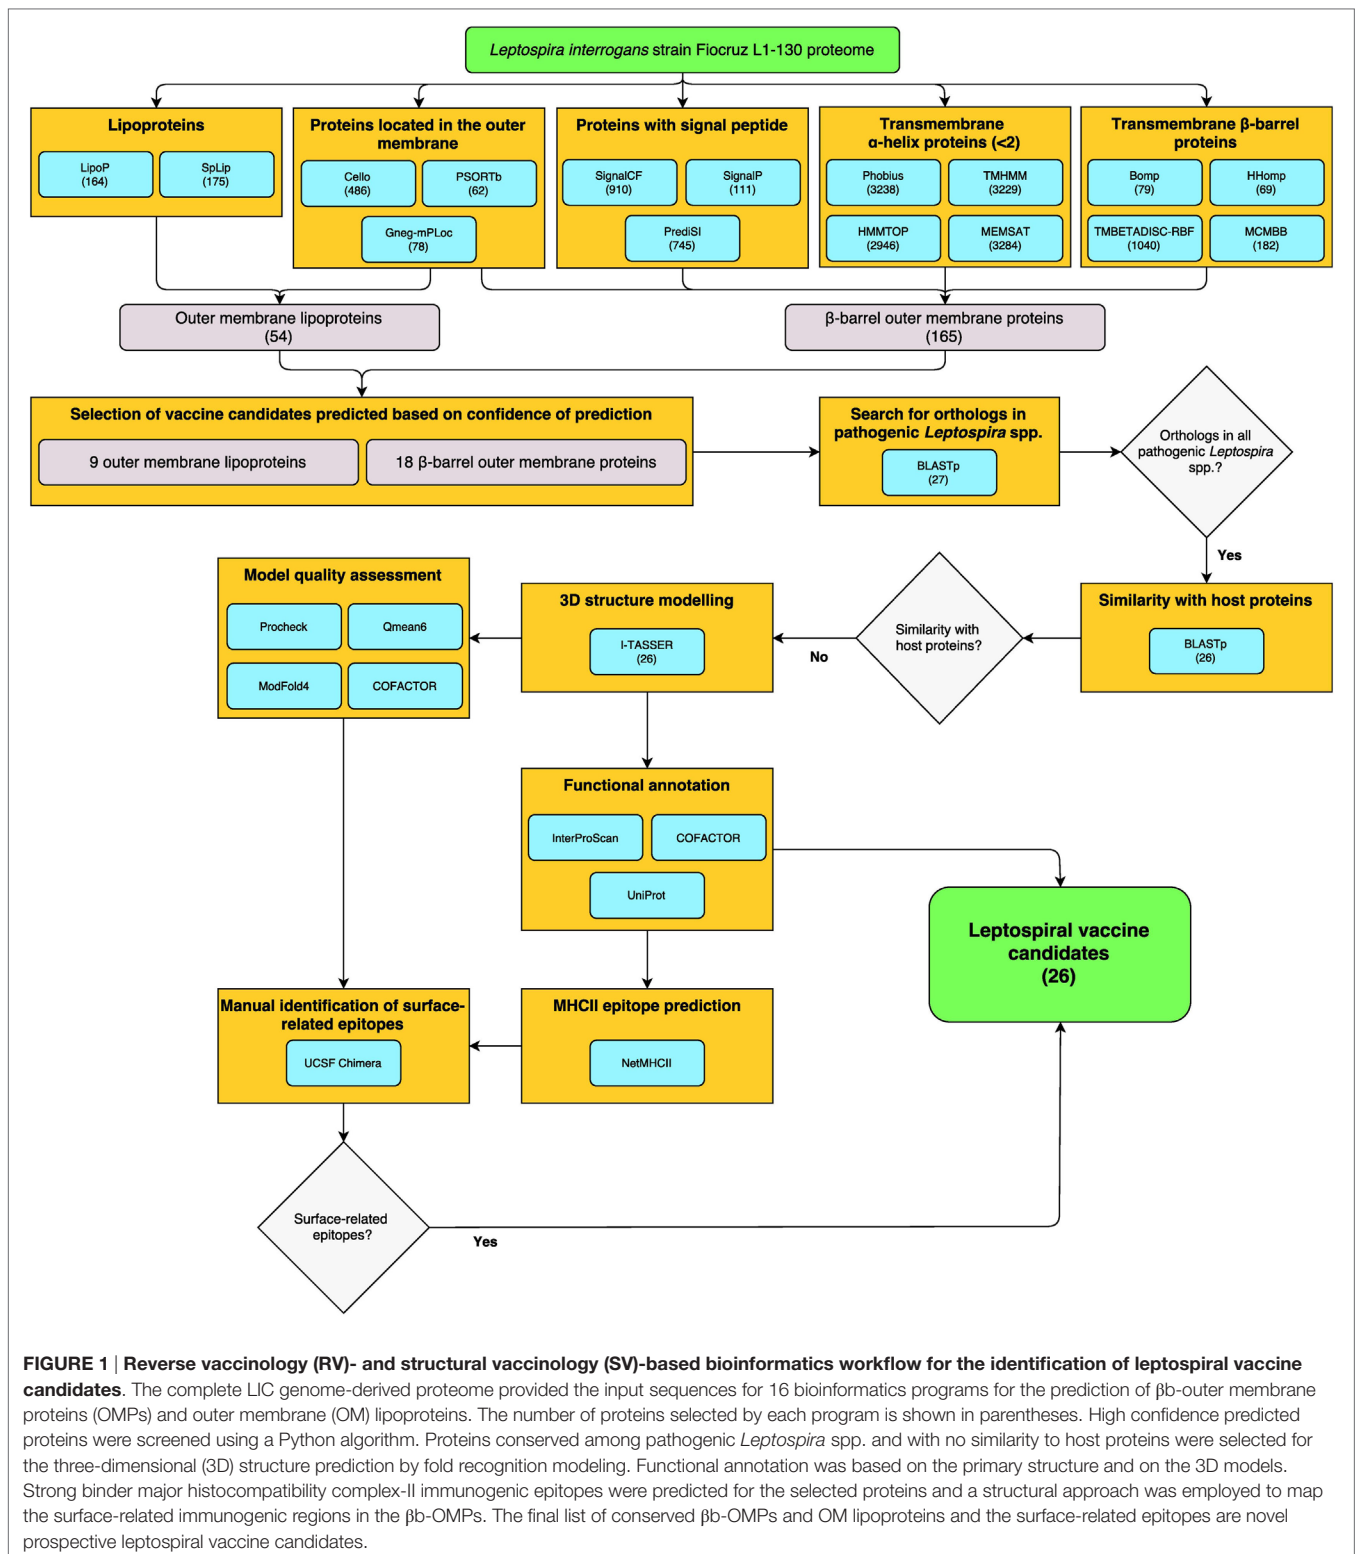 Leptospira interrogans strain Fiocruz L1-130 proteome
Lipoproteins
LipoP
(164)
SpLip
(175)
Proteins located in the outer
membrane
Cello
(486)
PSORTb
(62)
Gneg-mPLoc
(78)
Proteins with signal peptide
SignalCF
(910)
SignalP
(111)
PrediSI
(745)
Transmembrane
α-helix proteins (<2)
Phobius
(3238)
TMHMM
(3229)
HMMTOP
(2946)
MEMSAT
(3284)
Transmembrane β-barrel
proteins
Bomp
(79)
HHomp
(69)
TMBETADISC-RBF
(1040)
MCMBB
(182)
Outer membrane lipoproteins
(54)
β-barrel outer membrane proteins
(165)
Selection of vaccine candidates predicted based on confidence of prediction
9 outer membrane lipoproteins
18 β-barrel outer membrane proteins
Search for orthologs in
pathogenic Leptospira spp.
BLASTp
(27)
Orthologs in all
pathogenic Leptospira
spp.?
Yes
Similarity with host proteins
BLASTp
(26)
Similarity with
host proteins?
No
3D structure modelling
I-TASSER
(26)
Model quality assessment
Procheck
Qmean6
ModFold4
COFACTOR
Functional annotation
InterProScan
COFACTOR
UniProt
Leptospiral vaccine
candidates
(26)
MHCII epitope prediction
NetMHCII
Manual identification of surface-
related epitopes
UCSF Chimera
Surface-related
epitopes?
Yes
FIGURE 1 | Reverse vaccinology (RV)- and structural vaccinology (SV)-based bioinformatics workflow for the identification of leptospiral vaccine
candidates. The complete LIC genome-derived proteome provided the input sequences for 16 bioinformatics programs for the prediction of βb-outer membrane
proteins (OMPs) and outer membrane (OM) lipoproteins. The number of proteins selected by each program is shown in parentheses. High confidence predicted
proteins were screened using a Python algorithm. Proteins conserved among pathogenic Leptospira spp. and with no similarity to host proteins were selected for
the three-dimensional (3D) structure prediction by fold recognition modeling. Functional annotation was based on the primary structure and on the 3D models.
Strong binder major histocompatibility complex-II immunogenic epitopes were predicted for the selected proteins and a structural approach was employed to map
the surface-related immunogenic regions in the βb-OMPs. The final list of conserved βb-OMPs and OM lipoproteins and the surface-related epitopes are novel
prospective leptospiral vaccine candidates.